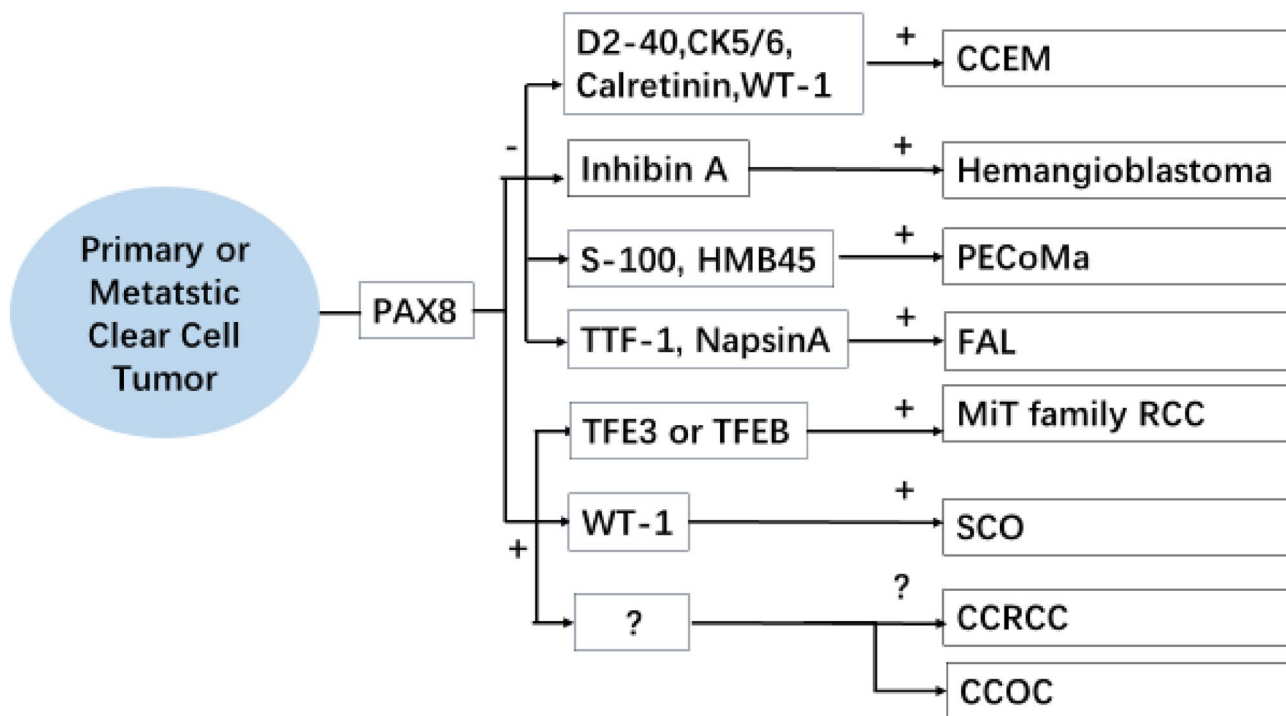 Primary or
Metatstic
Clear Cell
Tumor
PAX8
-
+
D2-40,CK5/6,
Calretinin,WT-1
+
CCEM
Inhibin A
+
Hemangioblastoma
S-100, HMB45
+
PECoMa
TTF-1, NapsinA
+
FAL
TFE3 or TFEB
+
MiT family RCC
WT-1
+
SCO
?
?
CCRCC
CCOC